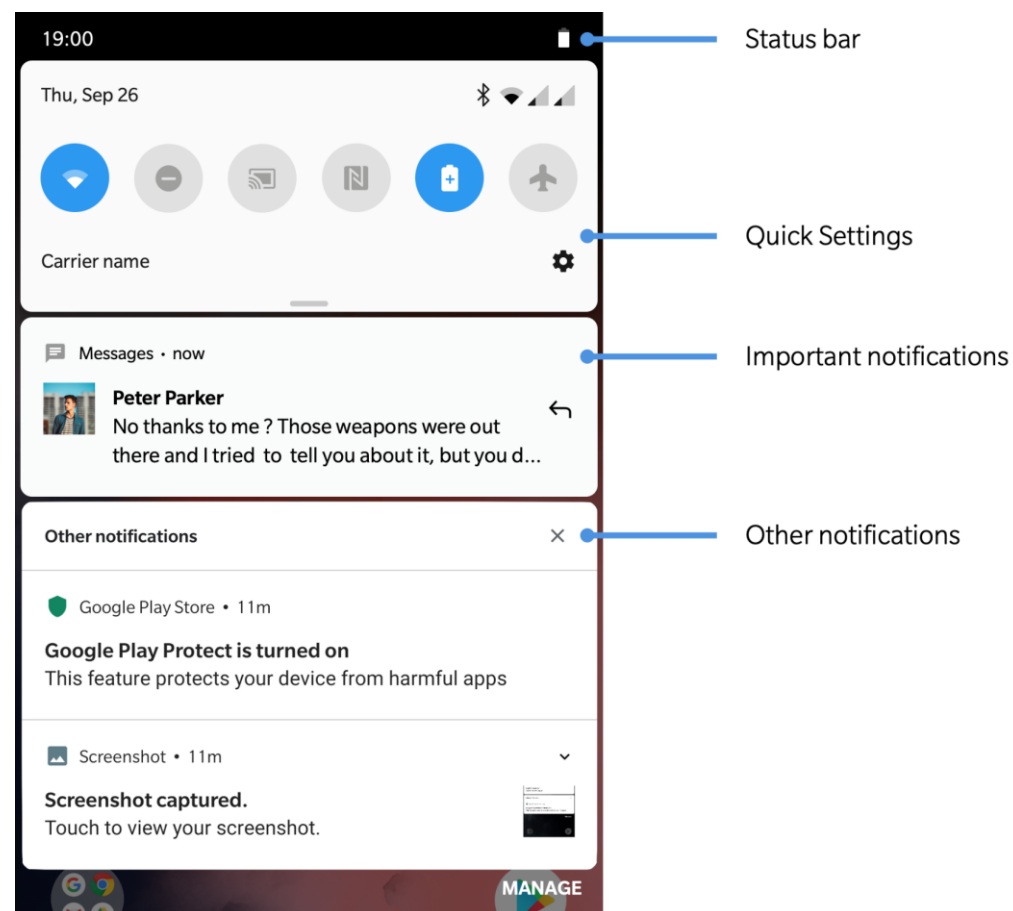 19:00
Status bar
Thu, Sep 26
Quick Settings
Carrier name
Messages • now
Important notifications
Peter Parker
No thanks to me ? Those weapons were out
there and I tried to tell you about it, but you d...
Other notifications
Other notifications
Google Play Store • 11m
Google Play Protect is turned on
This feature protects your device from harmful apps
Screenshot • 11m
Screenshot captured.
Touch to view your screenshot.
MANAGE